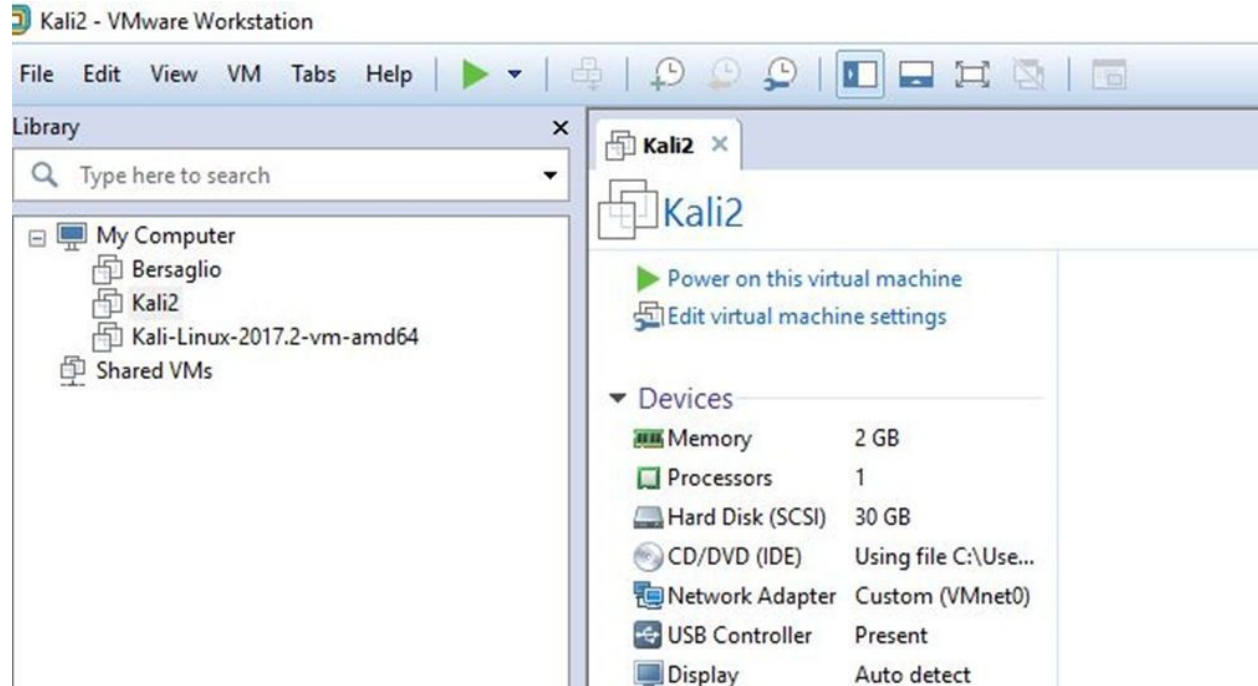 Kali2 - VMware Workstation
File Edit View VM Tabs Help
Library
Type here to search
My Computer
Bersaglio
Kali2
Kali-Linux-2017.2-vm-amd64
Shared VMs
Kali2
Kali2
Power on this virtual machine
Edit virtual machine settings
Devices
Memory 2 GB
Processors 1
Hard Disk (SCSI) 30 GB
CD/DVD (IDE) Using file C:\Use...
Network Adapter Custom (VMnet0)
USB Controller Present
Display Auto detect